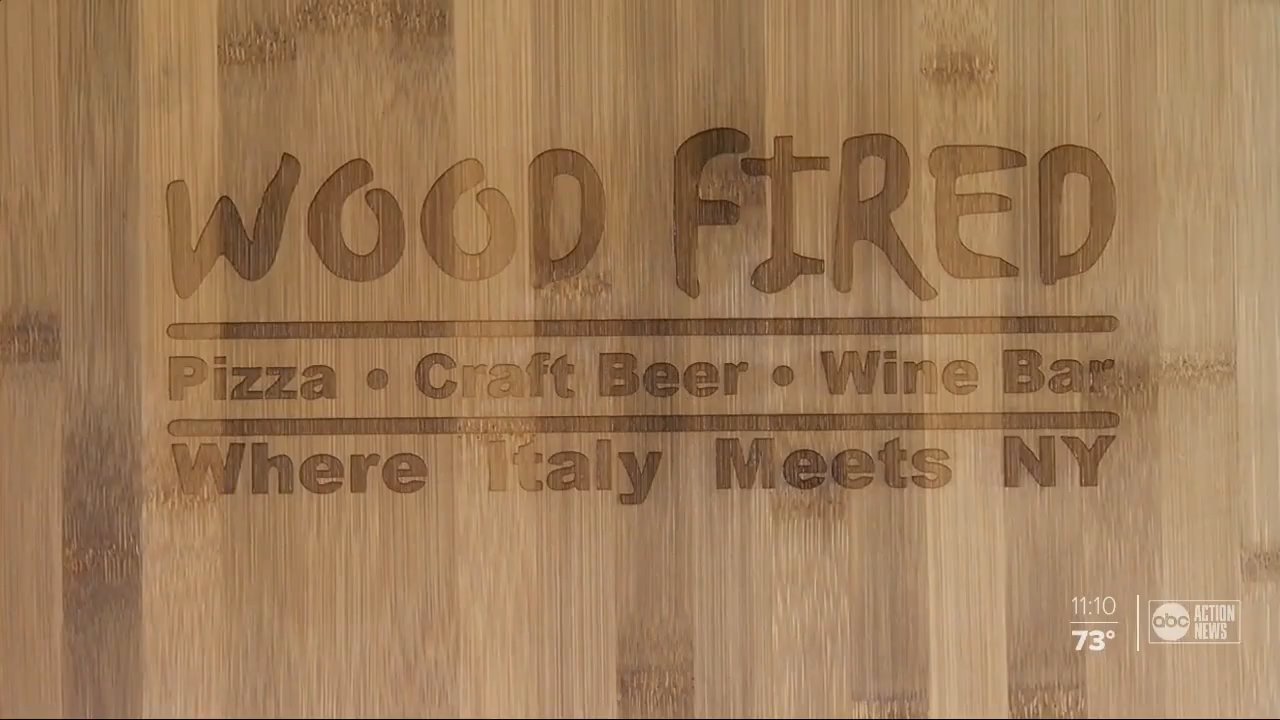 WOOD FIRED
Pizza • Craft Beer • Wine Bar
Where Italy Meets NY
11:10
73°
abc ACTION NEWS